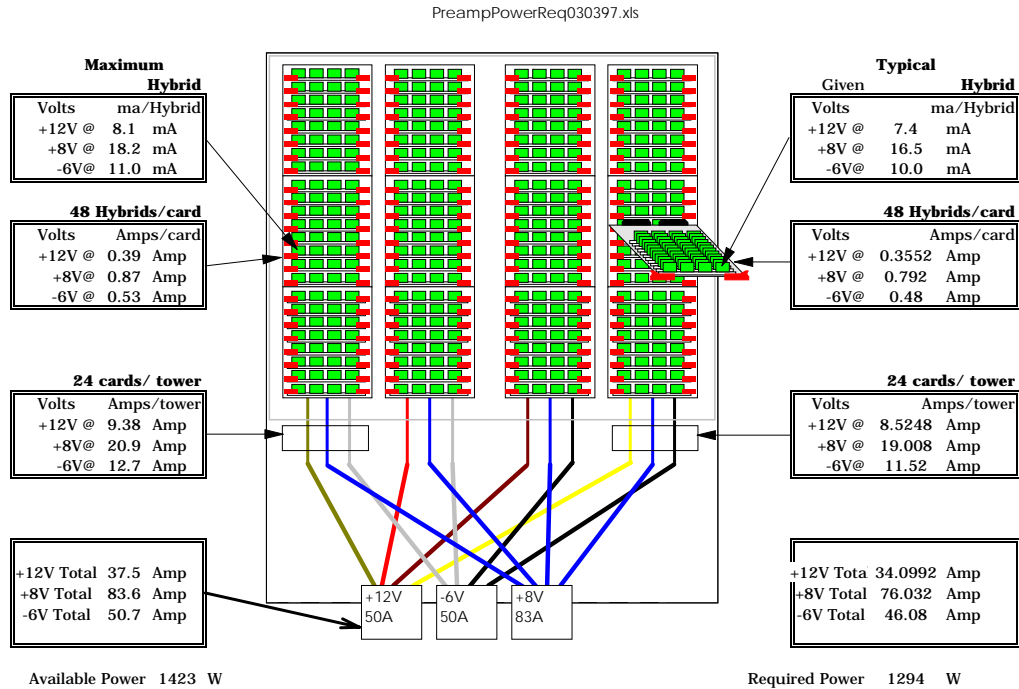 PreampPowerReq030397.xls
Maximum
Hybrid
Volts ma/Hybrid
+12V @ 8.1 mA
+8V @ 18.2 mA
-6V@ 11.0 mA
48 Hybrids/card
Volts Amps/card
+12V @ 0.39 Amp
+8V@ 0.87 Amp
-6V @ 0.53 Amp
24 cards/ tower
Volts Amps/tower
+12V @ 9.38 Amp
+8V@ 20.9 Amp
-6V@ 12.7 Amp
+12V Total 37.5 Amp
+8V Total 83.6 Amp
-6V Total 50.7 Amp
Available Power 1423 W
+12V
50A
-6V
50A
+8V
83A
Typical
Given Hybrid
Volts ma/Hybrid
+12V @ 7.4 mA
+8V @ 16.5 mA
-6V@ 10.0 mA
48 Hybrids/card
Volts Amps/card
+12V @ 0.3552 Amp
+8V @ 0.792 Amp
-6V@ 0.48 Amp
24 cards/ tower
Volts Amps/tower
+12V @ 8.5248 Amp
+8V@ 19.008 Amp
-6V@ 11.52 Amp
+12V Total 34.0992 Amp
+8V Total 76.032 Amp
-6V Total 46.08 Amp
Required Power 1294 W